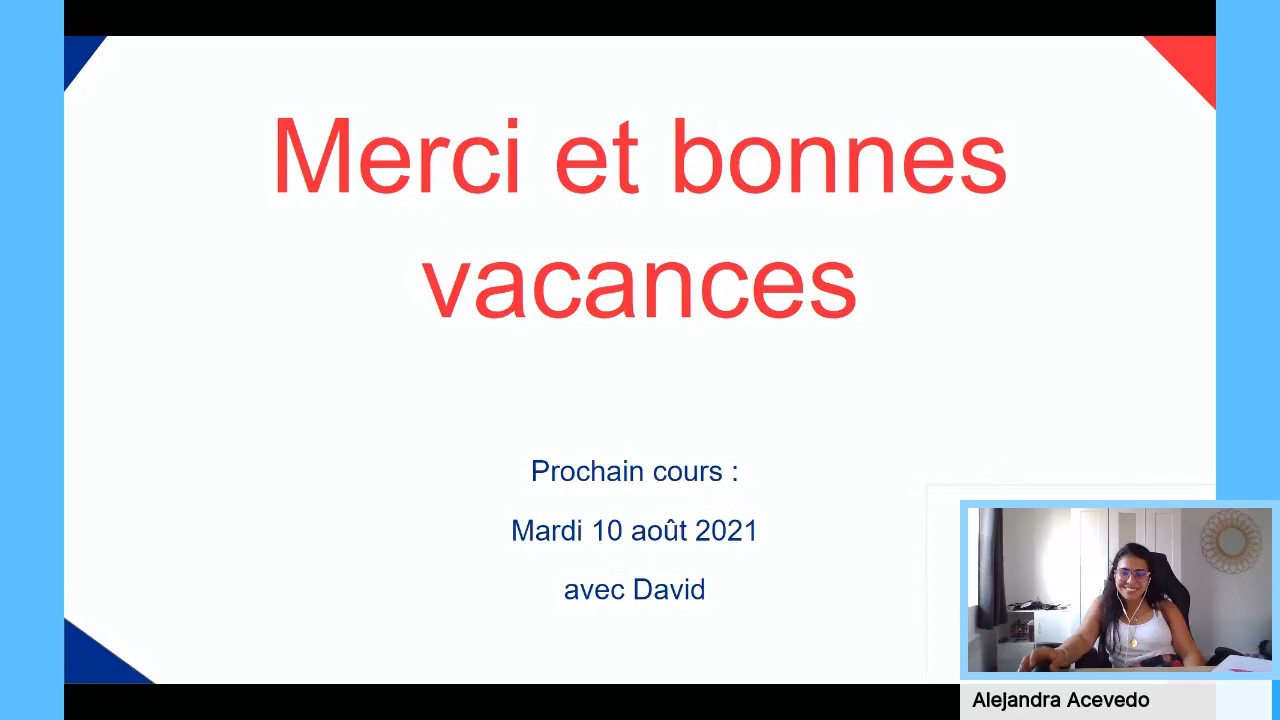 Merci et bonnes
vacances
Prochain cours :
Mardi 10 août 2021
avec David
Alejandra Acevedo